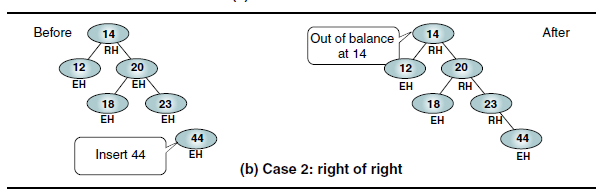 Before
14
RH
12
EH
20
EH
18
EH
23
EH
44
EH
Insert 44
Out of balance
at 14
14
RH
After
12
EH
20
RH
18
EH
23
RH
44
EH
(b) Case 2: right of right